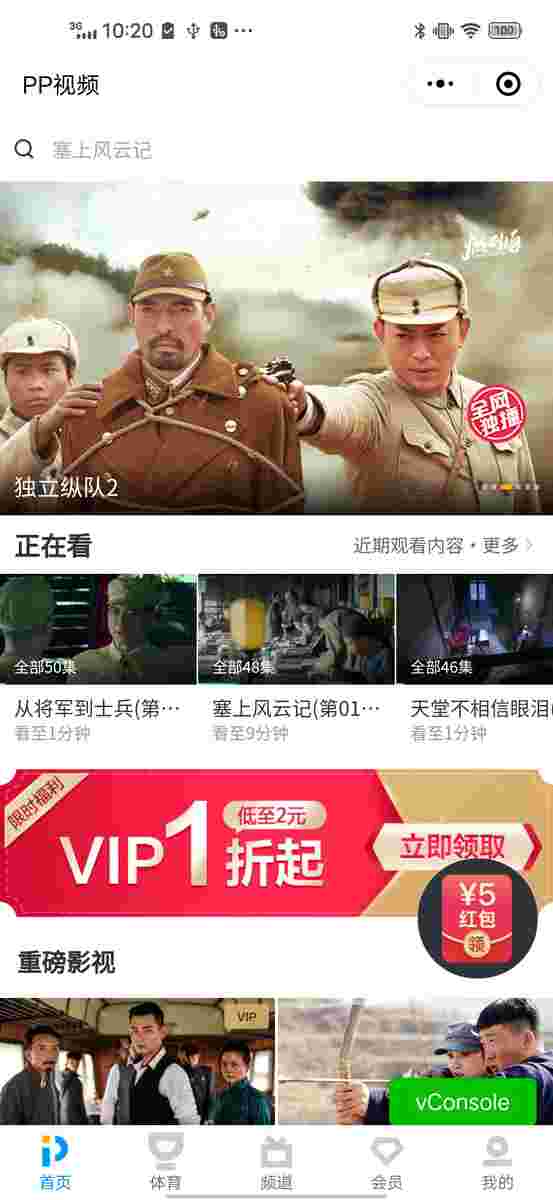 3G 10:20 100
PP视频
塞上风云记
全网
独播
独立纵队2
正在看
近期观看内容·更多
全部50集
全部48集
全部46集
从将军到士兵(第…
塞上风云记(第01…
天堂不相信眼泪(
看至1分钟
看至9分钟
看至1分钟
限时福利
VIP1折起
低至2元
立即领取
¥5
红包
领
重磅影视
VIP
vConsole
首页
体育
频道
会员
我的